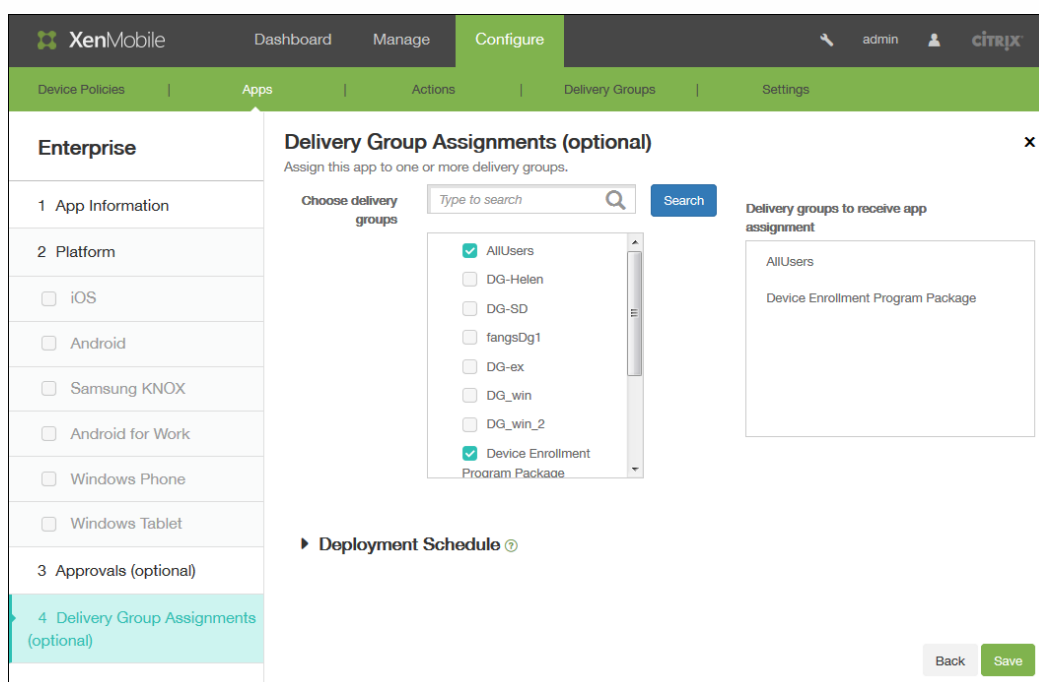 XenMobile
Dashboard
Manage
Configure
admin
CITRIX
Device Policies | Apps | Actions | Delivery Groups | Settings
Enterprise
1 App Information
2 Platform
iOS
Android
Samsung KNOX
Android for Work
Windows Phone
Windows Tablet
3 Approvals (optional)
4 Delivery Group Assignments
(optional)
Delivery Group Assignments (optional)
Assign this app to one or more delivery groups.
Choose delivery
groups
Type to search
Search
AllUsers
DG-Helen
DG-SD
fangsDg1
DG-ex
DG_win
DG_win_2
Device Enrollment
Program Package
Delivery groups to receive app
assignment
AllUsers
Device Enrollment Program Package
Deployment Schedule ?
Back
Save